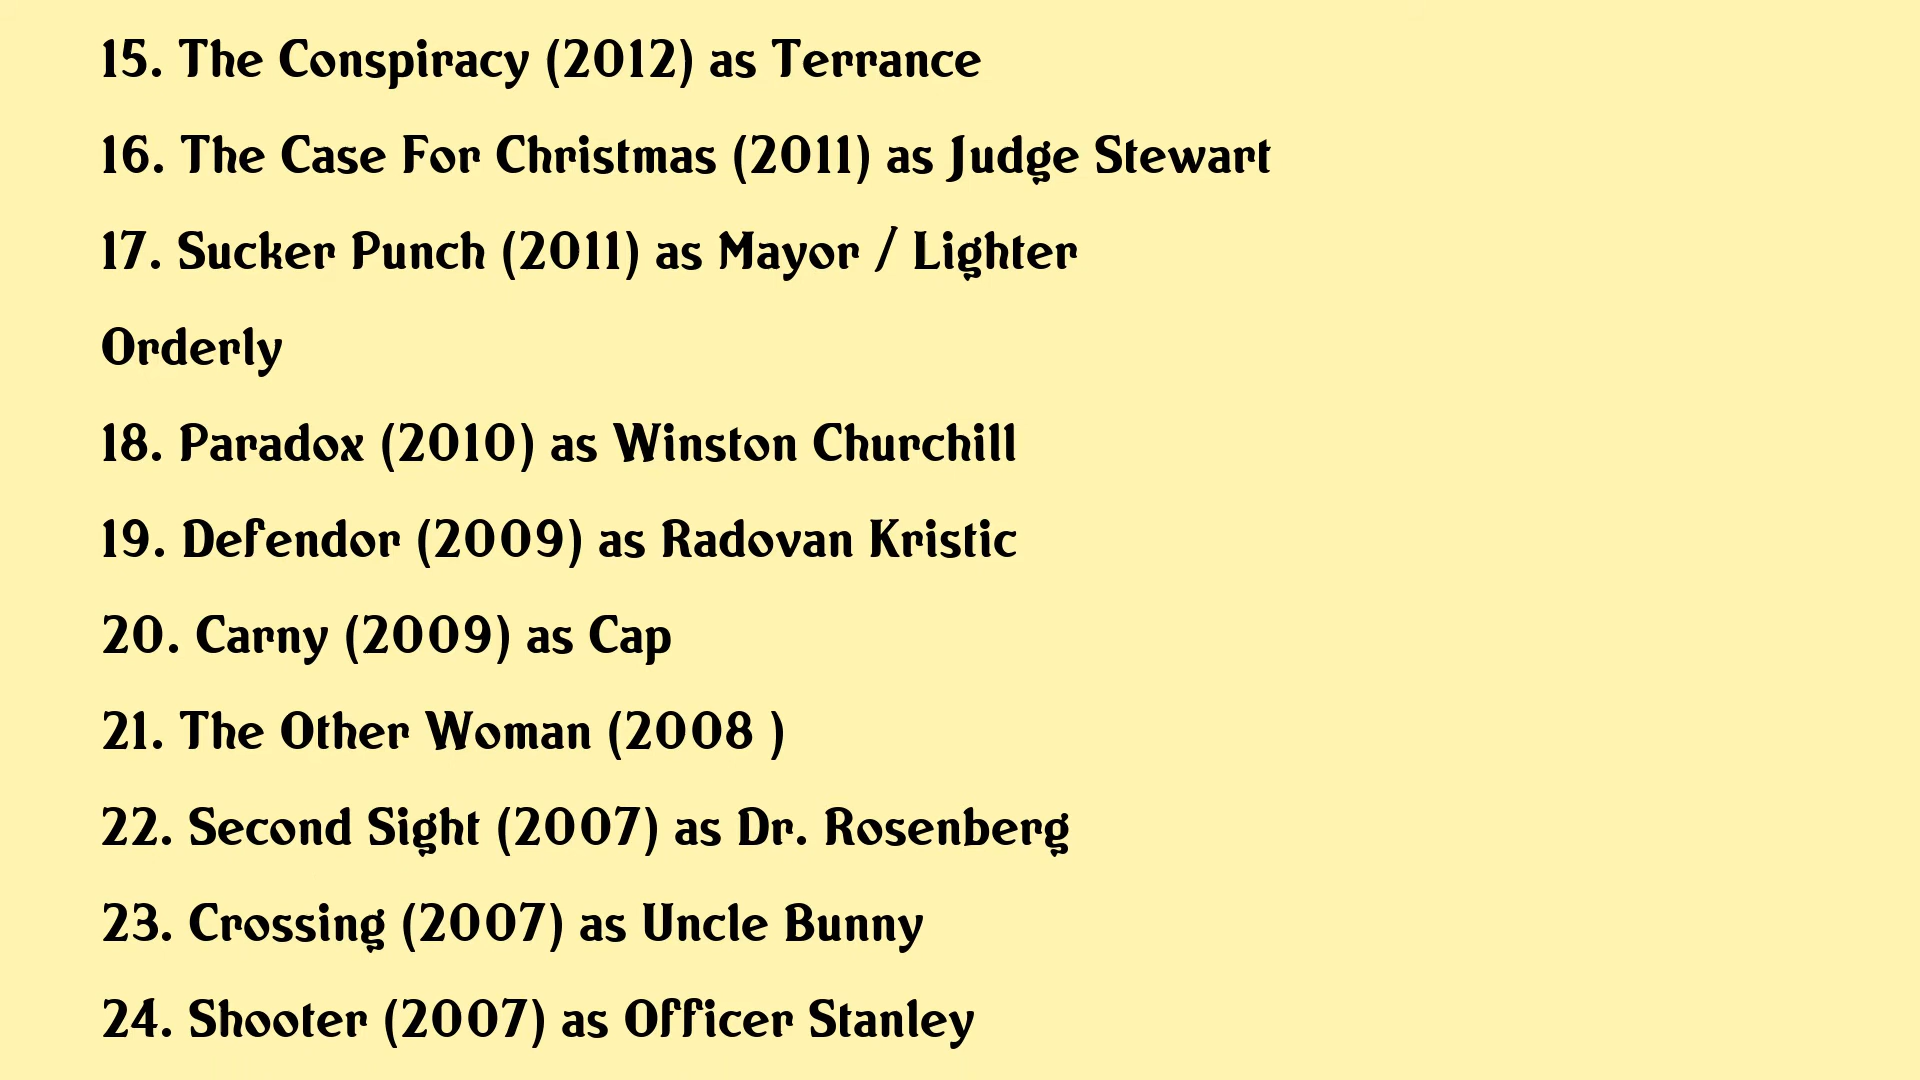 15. The Conspiracy (2012) as Terrance
16. The Case For Christmas (2011) as Judge Stewart
17. Sucker Punch (2011) as Mayor / Lighter
Orderly
18. Paradox (2010) as Winston Churchill
19. Defendor (2009) as Radovan Kristic
20. Carny (2009) as Cap
21. The Other Woman (2008 )
22. Second Sight (2007) as Dr. Rosenberg
23. Crossing (2007) as Uncle Bunny
24. Shooter (2007) as Officer Stanley